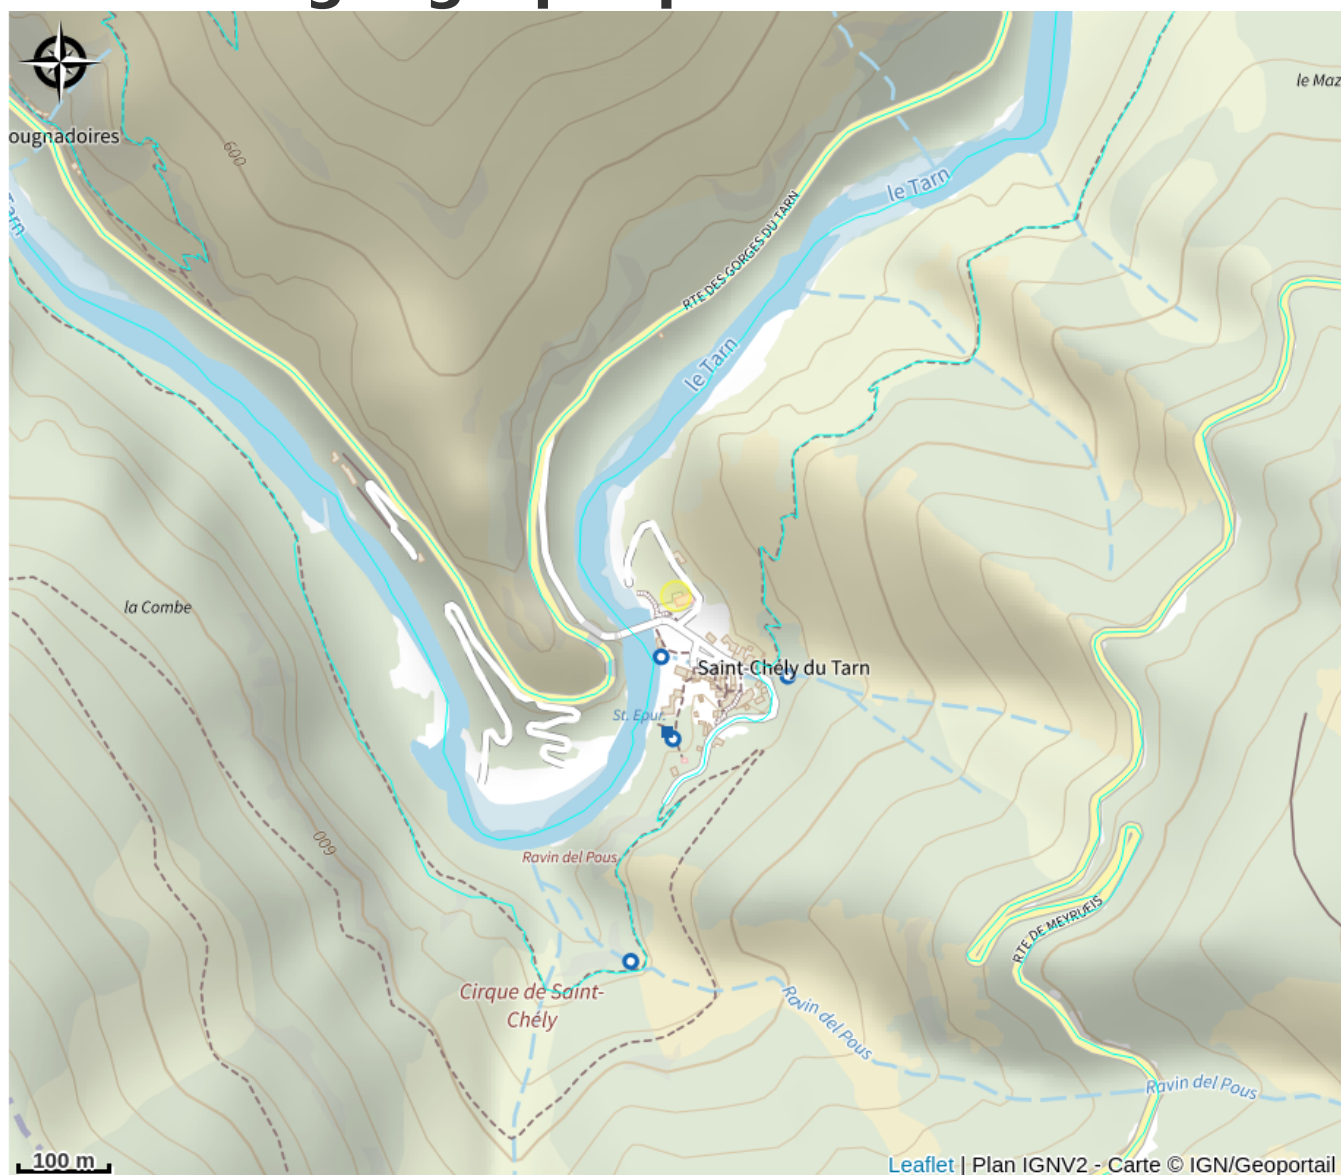 le Maz
ougnadoires
600
le Tarn
Tarn
RTE DES GORGES DU TARN
le Tarn
la Combe
Saint-Chély du Tarn
St. Epur.
600
Ravin del Pous
RTE DE MEYRUEIS
Cirque de Saint-
Chély
Ravin del Pous
Ravin del Pous
100 m
Leaflet | Plan IGNV2 - Carte © IGN/Geoportail